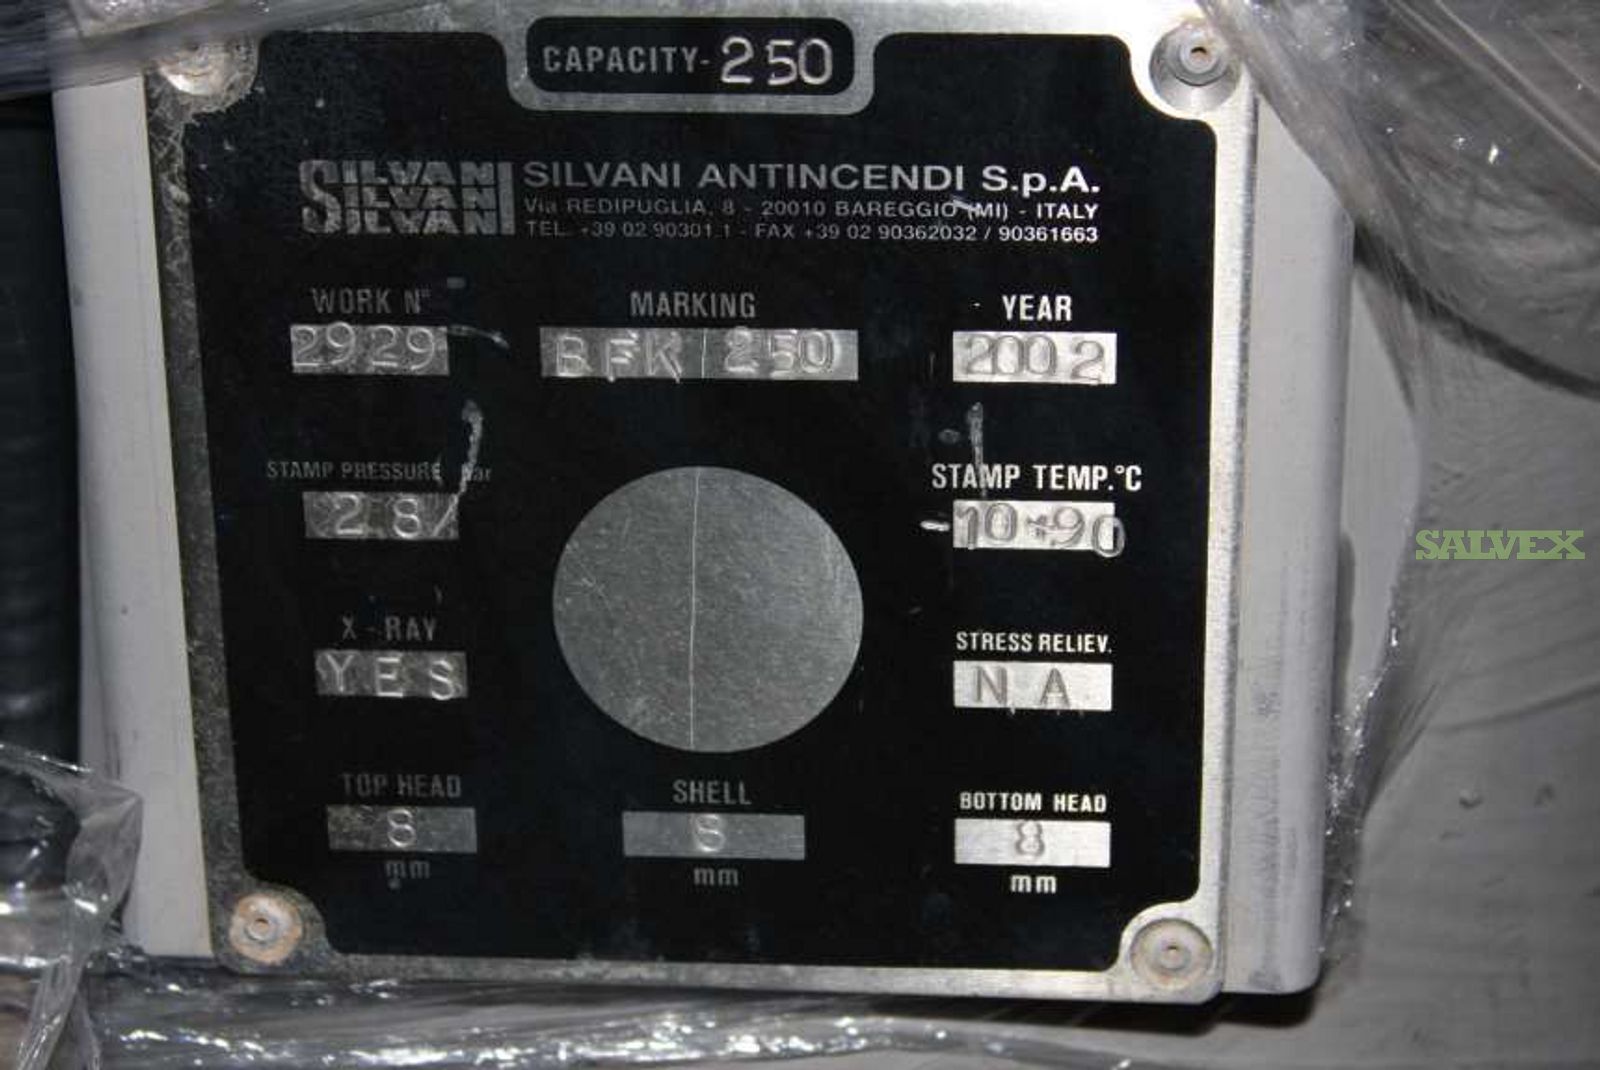 CAPACITY- 250
SILVANI
SILVANI ANTINCENDI S.p.A.
Via REDIPUGLIA, 8 - 20010 BAREGGIO (MI) - ITALY
TEL. +39 02 90301.1 - FAX +39 02 90362032 / 90361663
WORK N° MARKING YEAR
2929 BFK 250 2002
STAMP PRESSURE bar STAMP TEMP.°C
28 -10+90
X-RAY STRESS RELIEV.
YES NA
TOP HEAD SHELL BOTTOM HEAD
8 8 8
mm mm mm
SALVEX